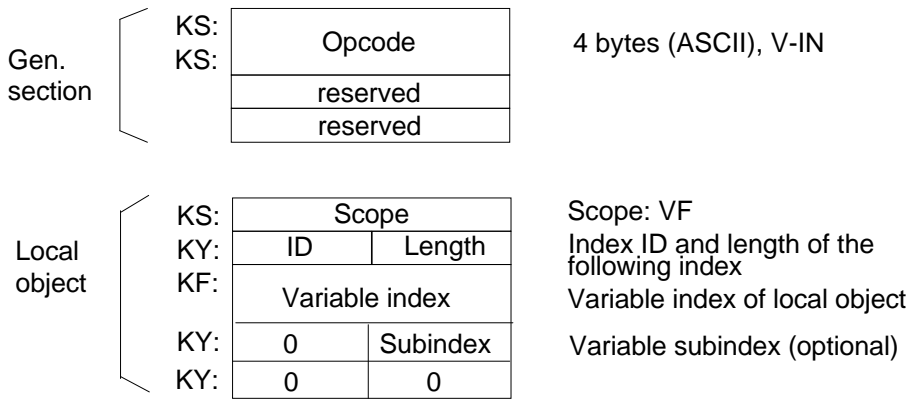 KS: Opcode 4 bytes (ASCII), V-IN
Gen. KS:
section reserved
reserved
KS: Scope Scope: VF
Local KY: ID Length Index ID and length of the
following index
object KF: Variable index Variable index of local object
KY: 0 Subindex Variable subindex (optional)
KY: 0 0